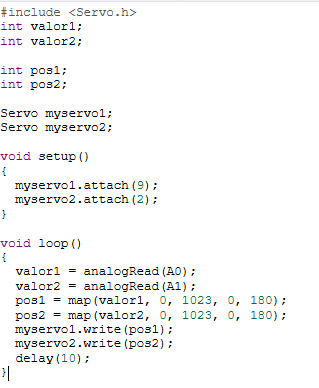 #include <Servo.h>
int valor1;
int valor2;

int pos1;
int pos2;

Servo myservo1;
Servo myservo2;

void setup()
{
  myservo1.attach(9);
  myservo2.attach(2);
}

void loop()
{
  valor1 = analogRead(A0);
  valor2 = analogRead(A1);
  pos1 = map(valor1, 0, 1023, 0, 180);
  pos2 = map(valor2, 0, 1023, 0, 180);
  myservo1.write(pos1);
  myservo2.write(pos2);
  delay(10);
}